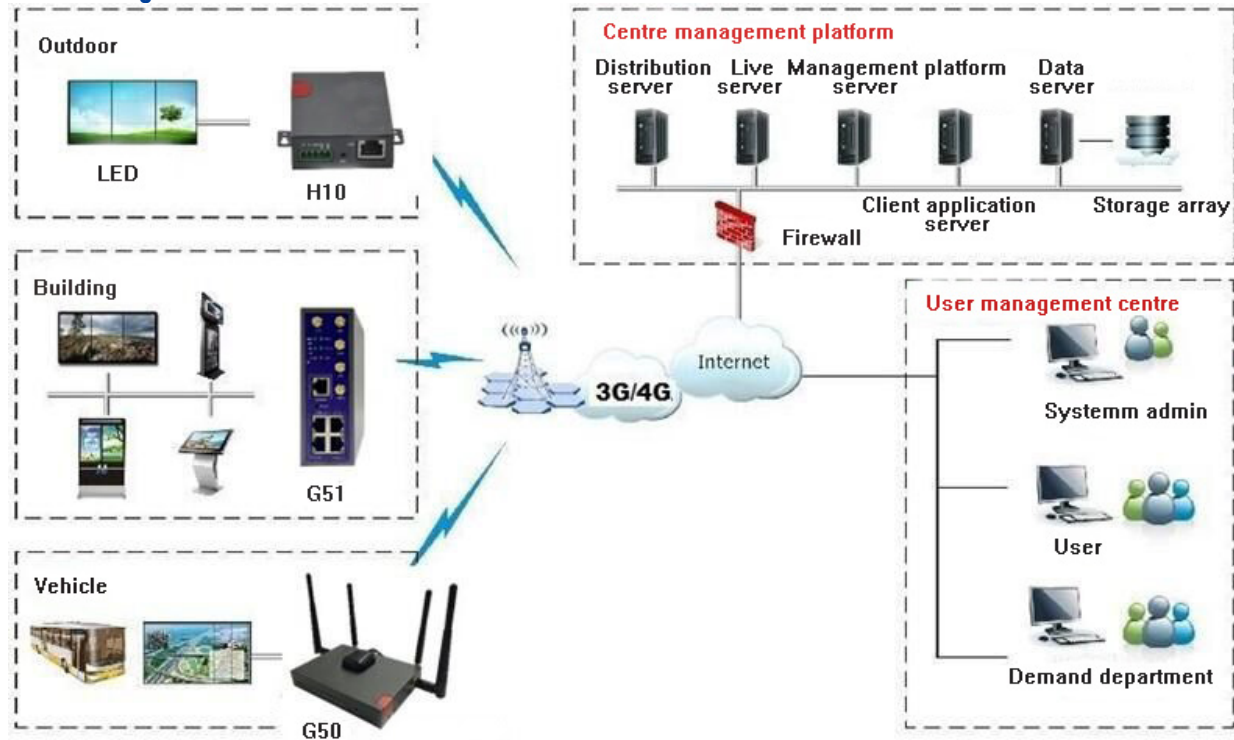 Outdoor
LED
H10
Building
G51
Vehicle
G50
3G/4G
Internet
Centre management platform
Distribution server
Live server
Management platform server
Data server
Client application server
Storage array
Firewall
User management centre
Systemm admin
User
Demand department